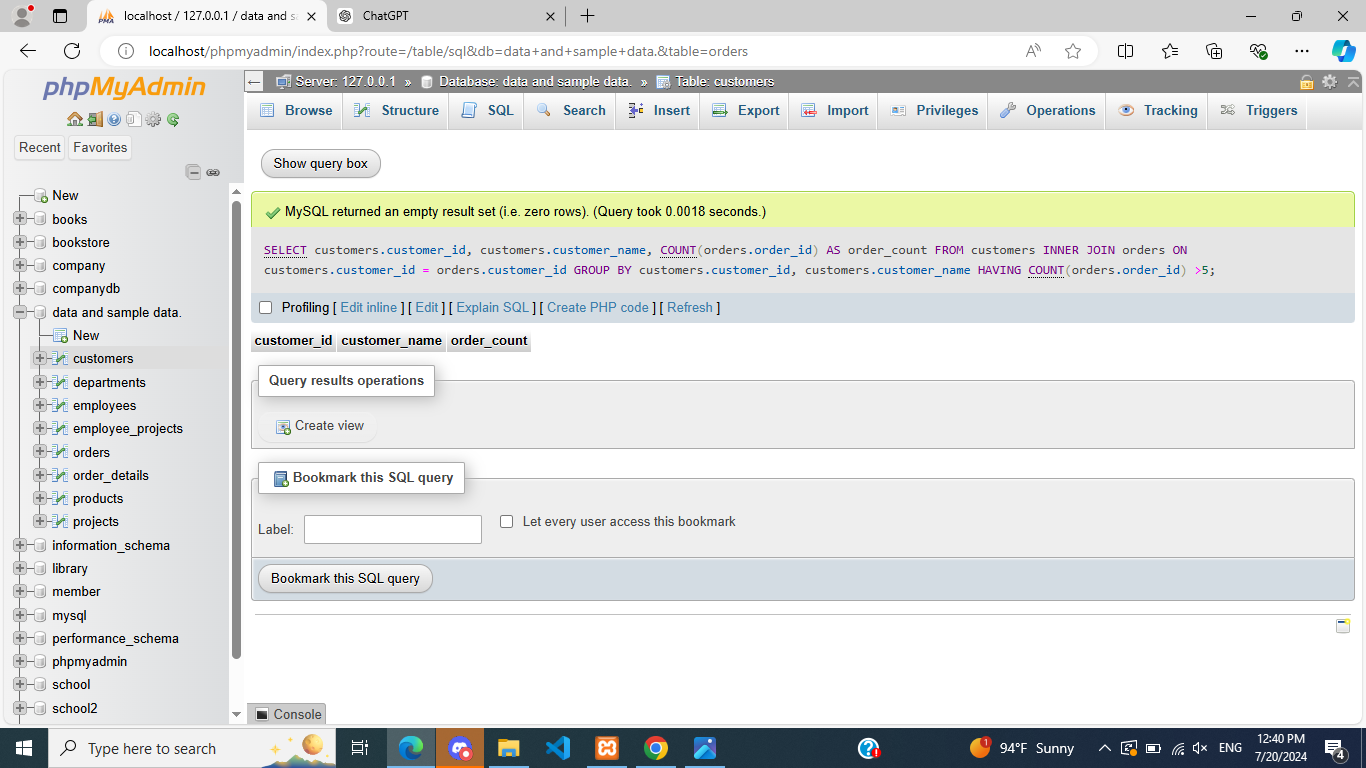 localhost / 127.0.0.1 / data and sa
ChatGPT
localhost/phpmyadmin/index.php?route=/table/sql&db=data+and+sample+data.&table=orders
phpMyAdmin
Recent
Favorites
New
books
bookstore
company
companydb
data and sample data.
New
customers
departments
employees
employee_projects
orders
order_details
products
projects
information_schema
library
member
mysql
performance_schema
phpmyadmin
school
school2
Server: 127.0.0.1 » Database: data and sample data. » Table: customers
Browse Structure SQL Search Insert Export Import Privileges Operations Tracking Triggers
Show query box
MySQL returned an empty result set (i.e. zero rows). (Query took 0.0018 seconds.)
SELECT customers.customer_id, customers.customer_name, COUNT(orders.order_id) AS order_count FROM customers INNER JOIN orders ON
customers.customer_id = orders.customer_id GROUP BY customers.customer_id, customers.customer_name HAVING COUNT(orders.order_id) >5;
Profiling [ Edit inline ] [ Edit ] [ Explain SQL ] [ Create PHP code ] [ Refresh ]
customer_id customer_name order_count
Query results operations
Create view
Bookmark this SQL query
Label:
Let every user access this bookmark
Bookmark this SQL query
Console
Type here to search
1
94°F Sunny
ENG
12:40 PM
7/20/2024
4